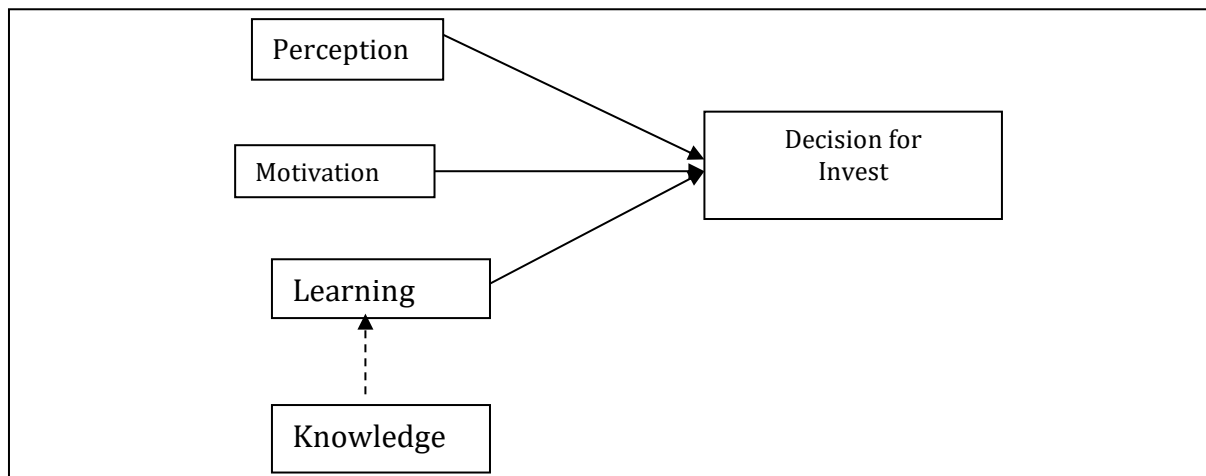 Perception
Decision for
Invest
Motivation
Learning
Knowledge